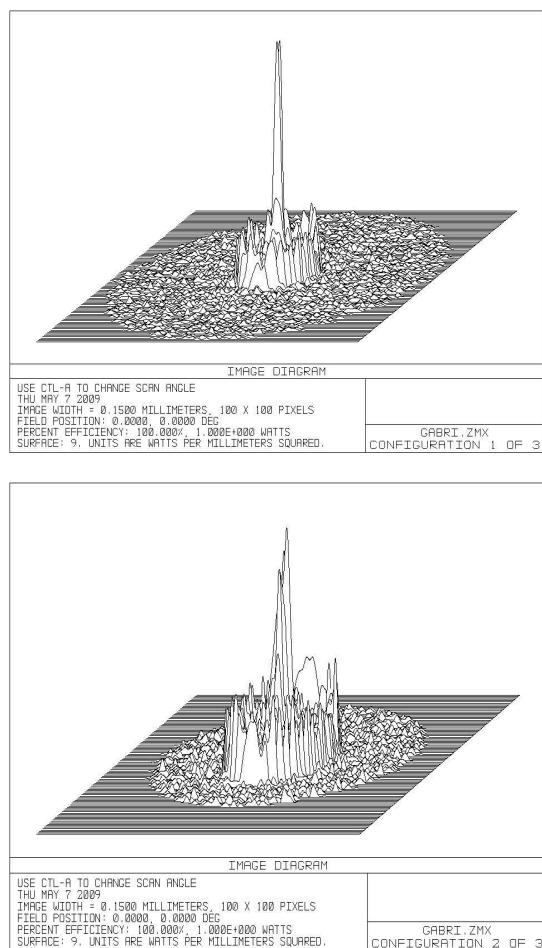 IMAGE DIAGRAM
USE CTL-A TO CHANGE SCAN ANGLE
THU MAY 7 2009
IMAGE WIDTH = 0.1500 MILLIMETERS, 100 X 100 PIXELS
FIELD POSITION: 0.0000, 0.0000 DEG
PERCENT EFFICIENCY: 100.000%, 1.000E+000 WATTS
SURFACE: 9. UNITS ARE WATTS PER MILLIMETERS SQUARED.
GABRI.ZMX
CONFIGURATION 1 OF 3
IMAGE DIAGRAM
USE CTL-A TO CHANGE SCAN ANGLE
THU MAY 7 2009
IMAGE WIDTH = 0.1500 MILLIMETERS, 100 X 100 PIXELS
FIELD POSITION: 0.0000, 0.0000 DEG
PERCENT EFFICIENCY: 100.000%, 1.000E+000 WATTS
SURFACE: 9. UNITS ARE WATTS PER MILLIMETERS SQUARED.
GABRI.ZMX
CONFIGURATION 2 OF 3